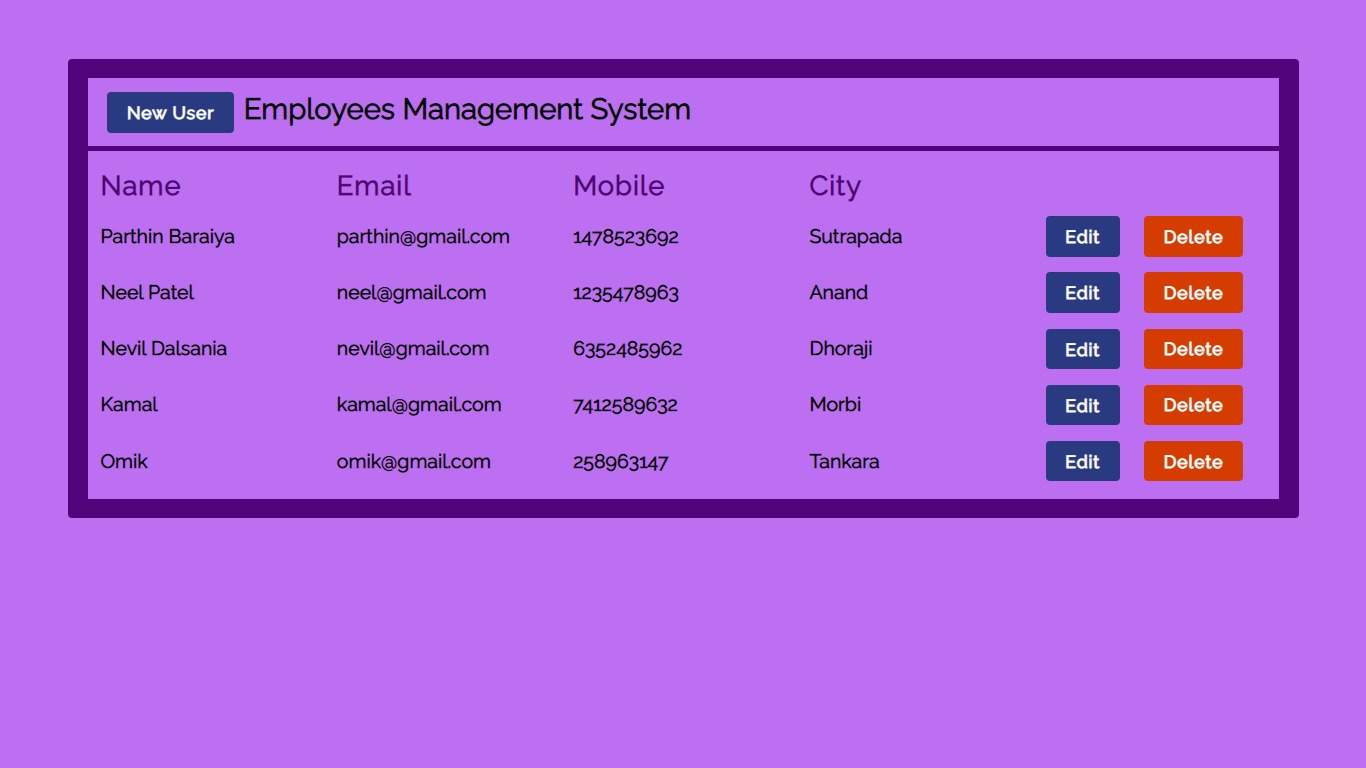 New User Employees Management System
Name Email Mobile City
Parthin Baraiya parthin@gmail.com 1478523692 Sutrapada Edit Delete
Neel Patel neel@gmail.com 1235478963 Anand Edit Delete
Nevil Dalsania nevil@gmail.com 6352485962 Dhoraji Edit Delete
Kamal kamal@gmail.com 7412589632 Morbi Edit Delete
Omik omik@gmail.com 258963147 Tankara Edit Delete